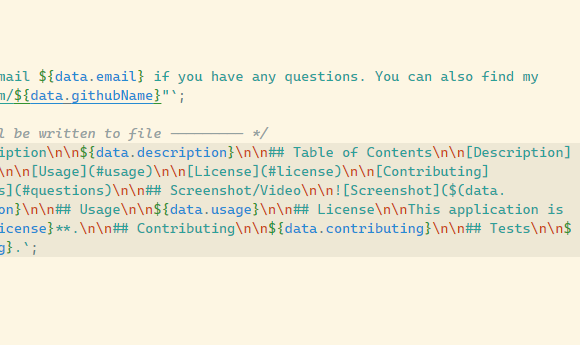 mail ${data.email} if you have any questions. You can also find my
m/${data.githubName}"`;
l be written to file ———————— */
iption\n\n${data.description}\n\n## Table of Contents\n\n[Description]
\n\n[Usage](#usage)\n\n[License](#license)\n\n[Contributing]
s](#questions)\n\n## Screenshot/Video\n\n![Screenshot]($(data.
on}\n\n## Usage\n\n${data.usage}\n\n## License\n\nThis application is
icense}**.\n\n## Contributing\n\n${data.contributing}\n\n## Tests\n\n$
g}.`;